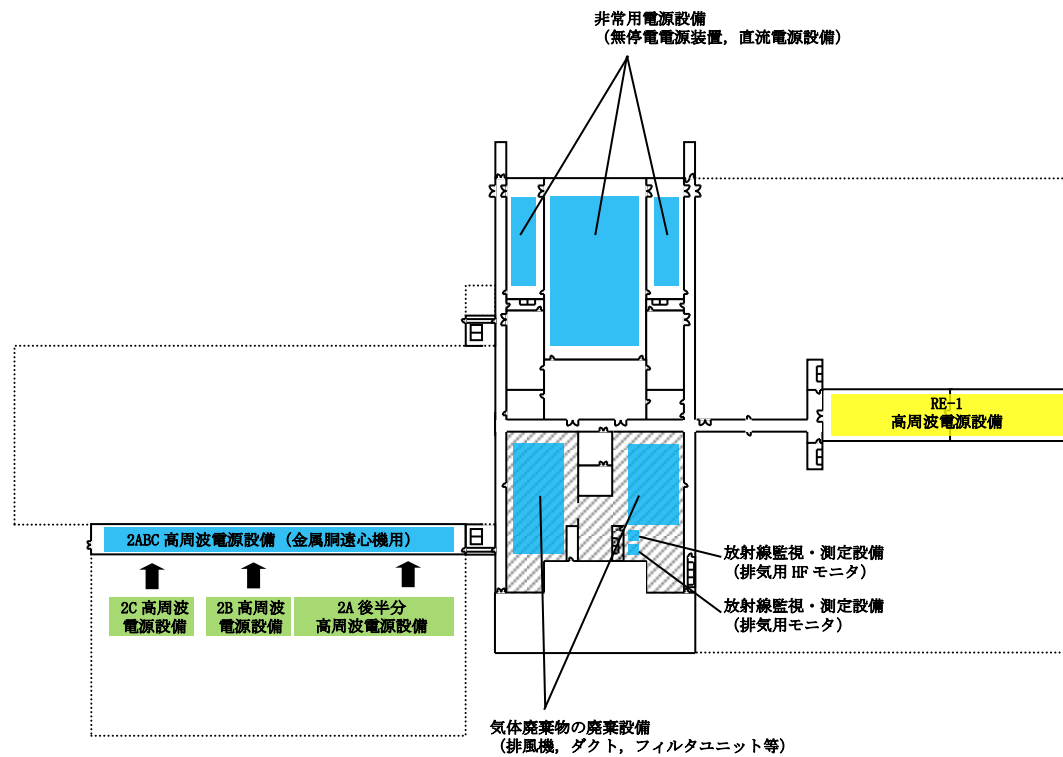 非常用電源設備
（無停電電源装置，直流電源設備）
RE-1
高周波電源設備
2ABC 高周波電源設備（金属胴遠心機用）
2C 高周波
電源設備
2B 高周波
電源設備
2A 後半分
高周波電源設備
放射線監視・測定設備
（排気用 HF モニタ）
放射線監視・測定設備
（排気用モニタ）
気体廃棄物の廃棄設備
（排風機，ダクト，フィルタユニット等）